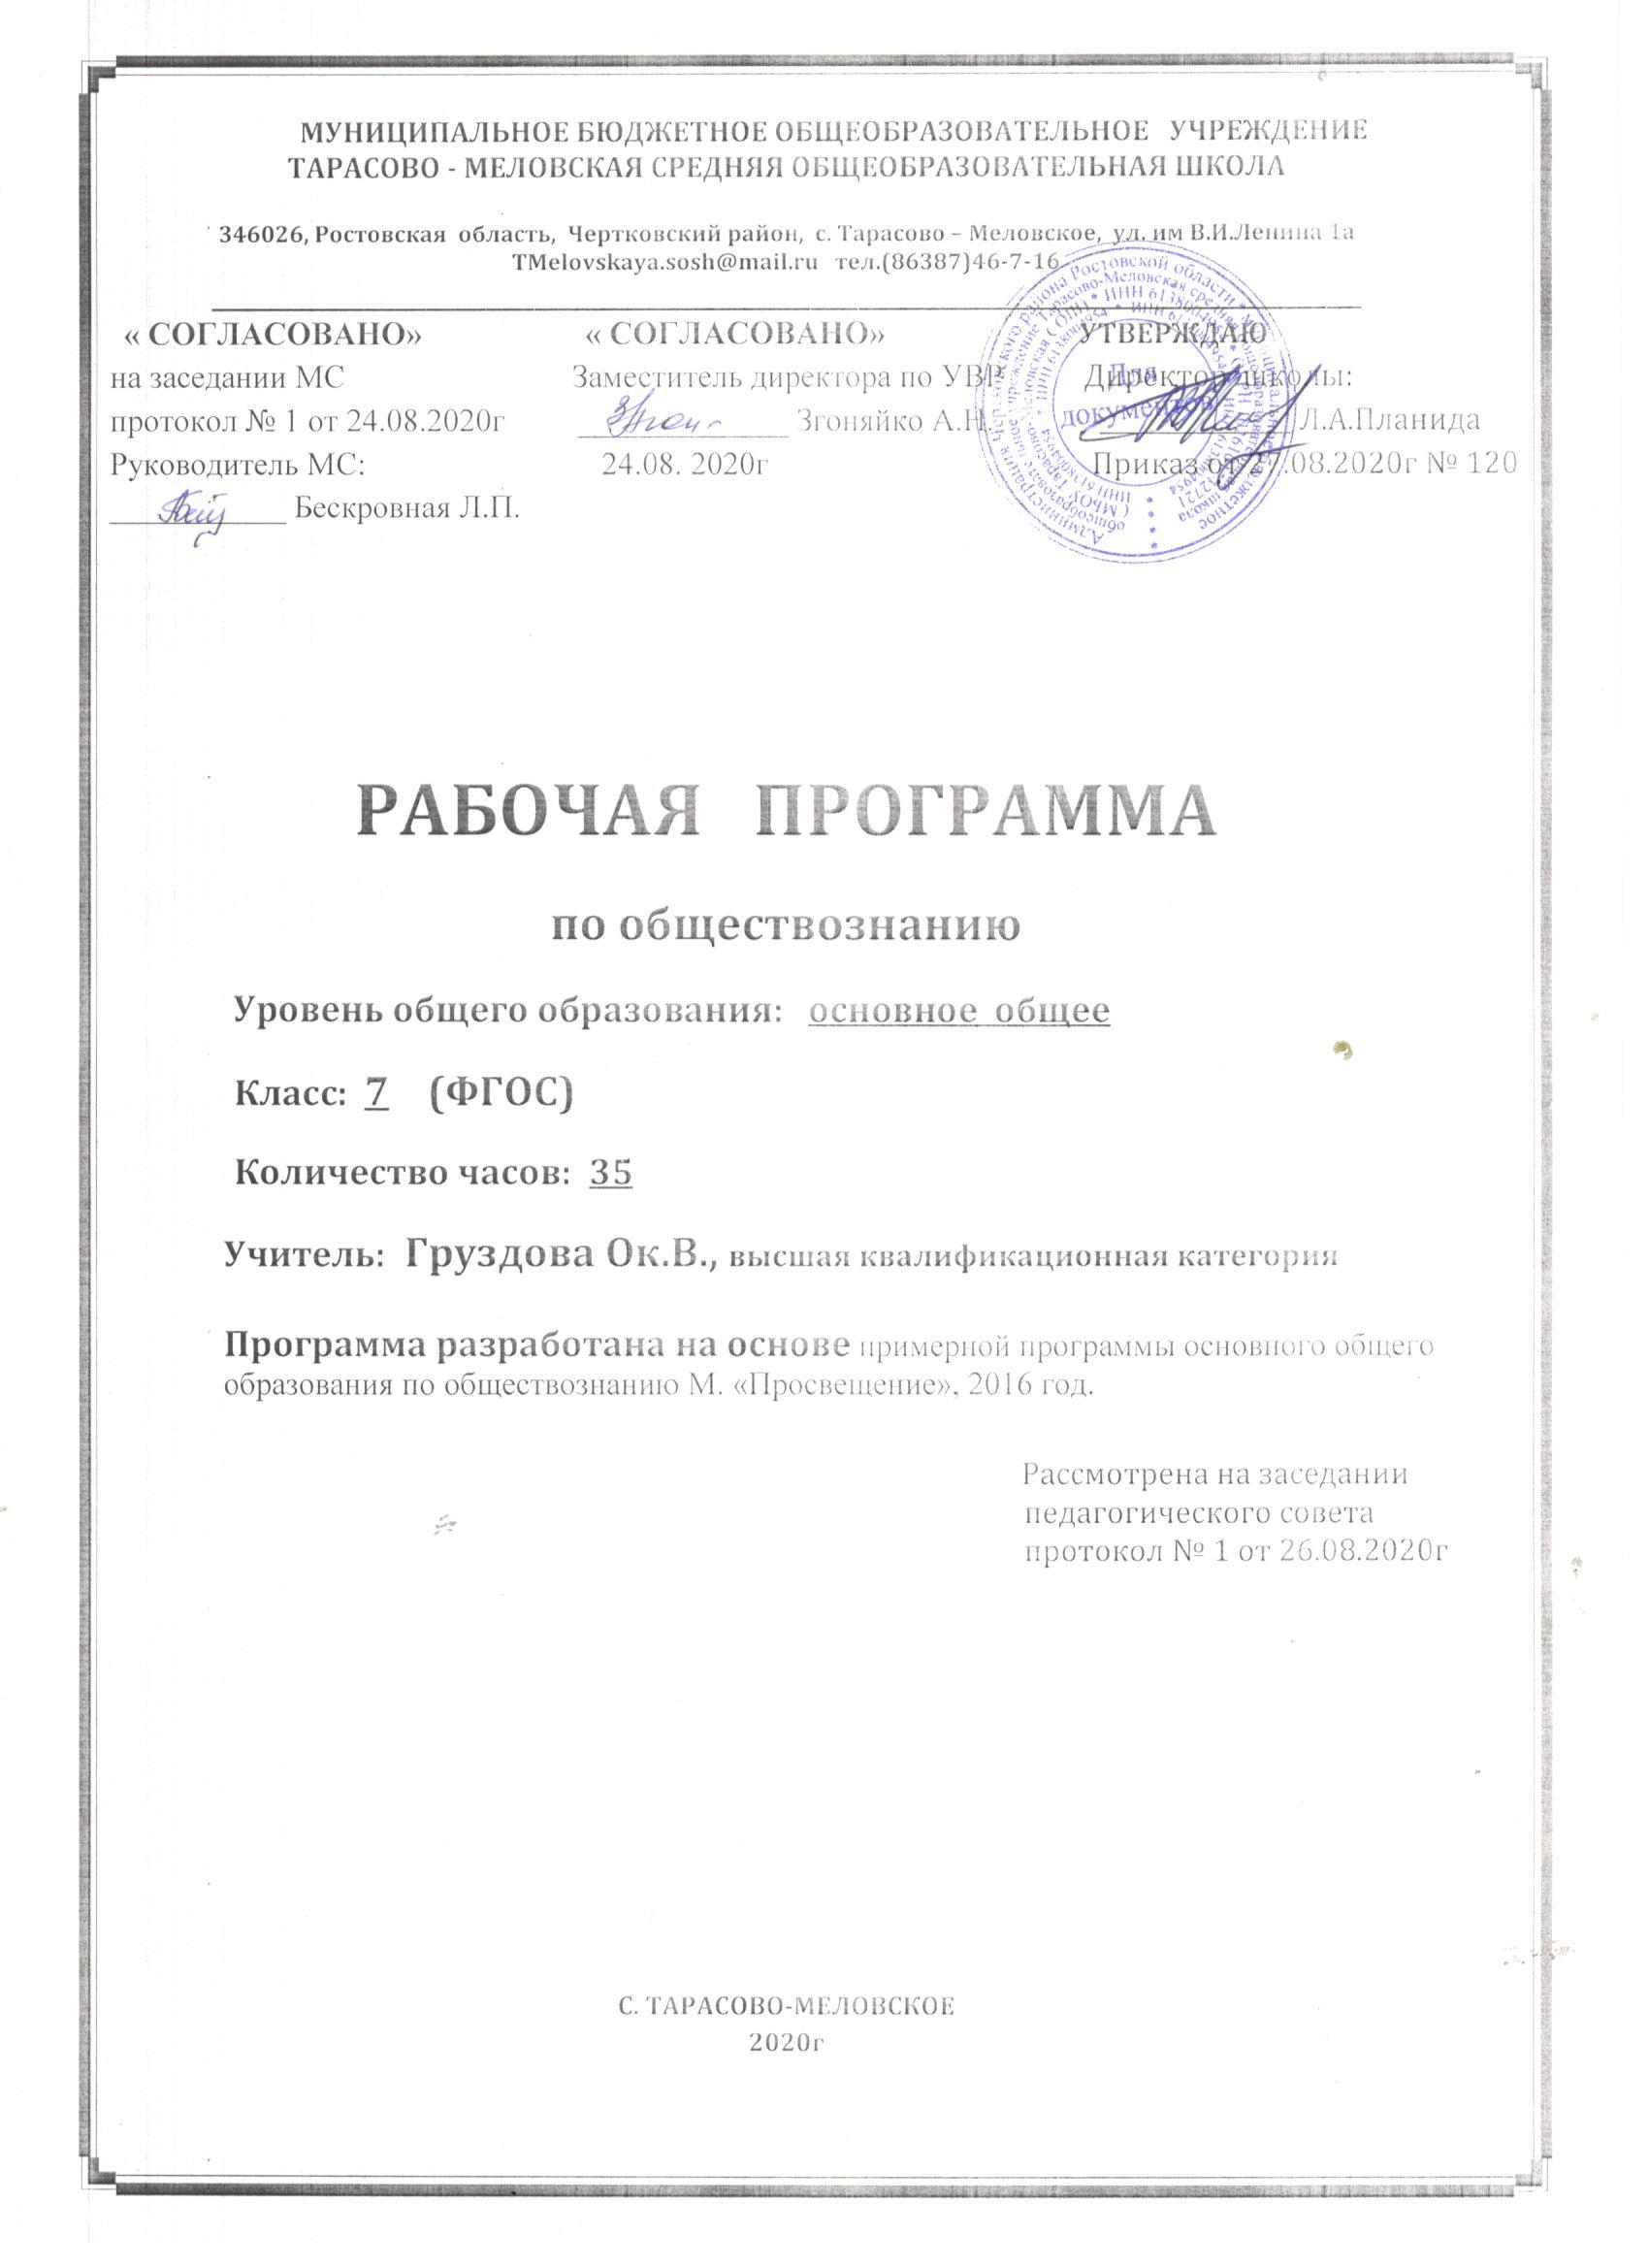 МУНИЦИПАЛЬНОЕ БЮДЖЕТНОЕ ОБЩЕОБРАЗОВАТЕЛЬНОЕ УЧРЕЖДЕНИЕ
ТАРАСОВО - МЕЛОВСКАЯ СРЕДНЯЯ ОБЩЕОБРАЗОВАТЕЛЬНАЯ ШКОЛА
346026, Ростовская область, Чертковский район, с. Тарасово – Меловское, ул. им В.И.Ленина 1а
TMelovskaya.sosh@mail.ru тел.(86387)46-7-16
« СОГЛАСОВАНО»
на заседании МС
протокол № 1 от 24.08.2020г
Руководитель МС:
Бескровная Л.П.
« СОГЛАСОВАНО»
Заместитель директора по УВР
Згоняйко А.Н.
24.08. 2020г
УТВЕРЖДАЮ
Директор школы:
Л.А.Планида
Приказ от 27.08.2020г № 120
Для
документов
РАБОЧАЯ ПРОГРАММА
по обществознанию
Уровень общего образования: основное общее
Класс: 7 (ФГОС)
Количество часов: 35
Учитель: Груздова Ок.В., высшая квалификационная категория
Программа разработана на основе примерной программы основного общего
образования по обществознанию М. «Просвещение», 2016 год.
Рассмотрена на заседании
педагогического совета
протокол № 1 от 26.08.2020г
С. ТАРАСОВО-МЕЛОВСКОЕ
2020г